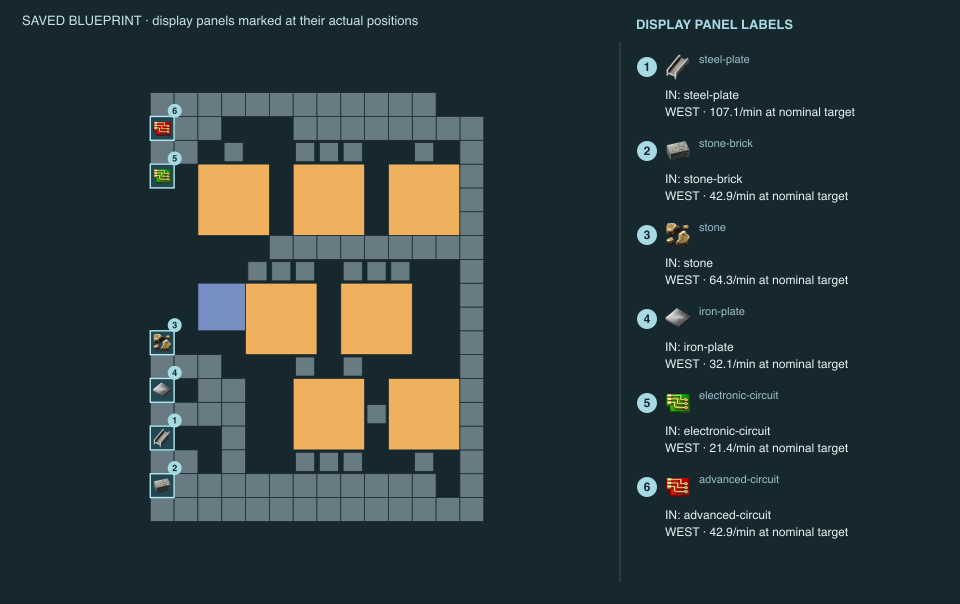 SAVED BLUEPRINT · display panels marked at their actual positions
6
5
3
4
1
2
DISPLAY PANEL LABELS
1 steel-plate
IN: steel-plate
WEST · 107.1/min at nominal target
2 stone-brick
IN: stone-brick
WEST · 42.9/min at nominal target
3 stone
IN: stone
WEST · 64.3/min at nominal target
4 iron-plate
IN: iron-plate
WEST · 32.1/min at nominal target
5 electronic-circuit
IN: electronic-circuit
WEST · 21.4/min at nominal target
6 advanced-circuit
IN: advanced-circuit
WEST · 42.9/min at nominal target